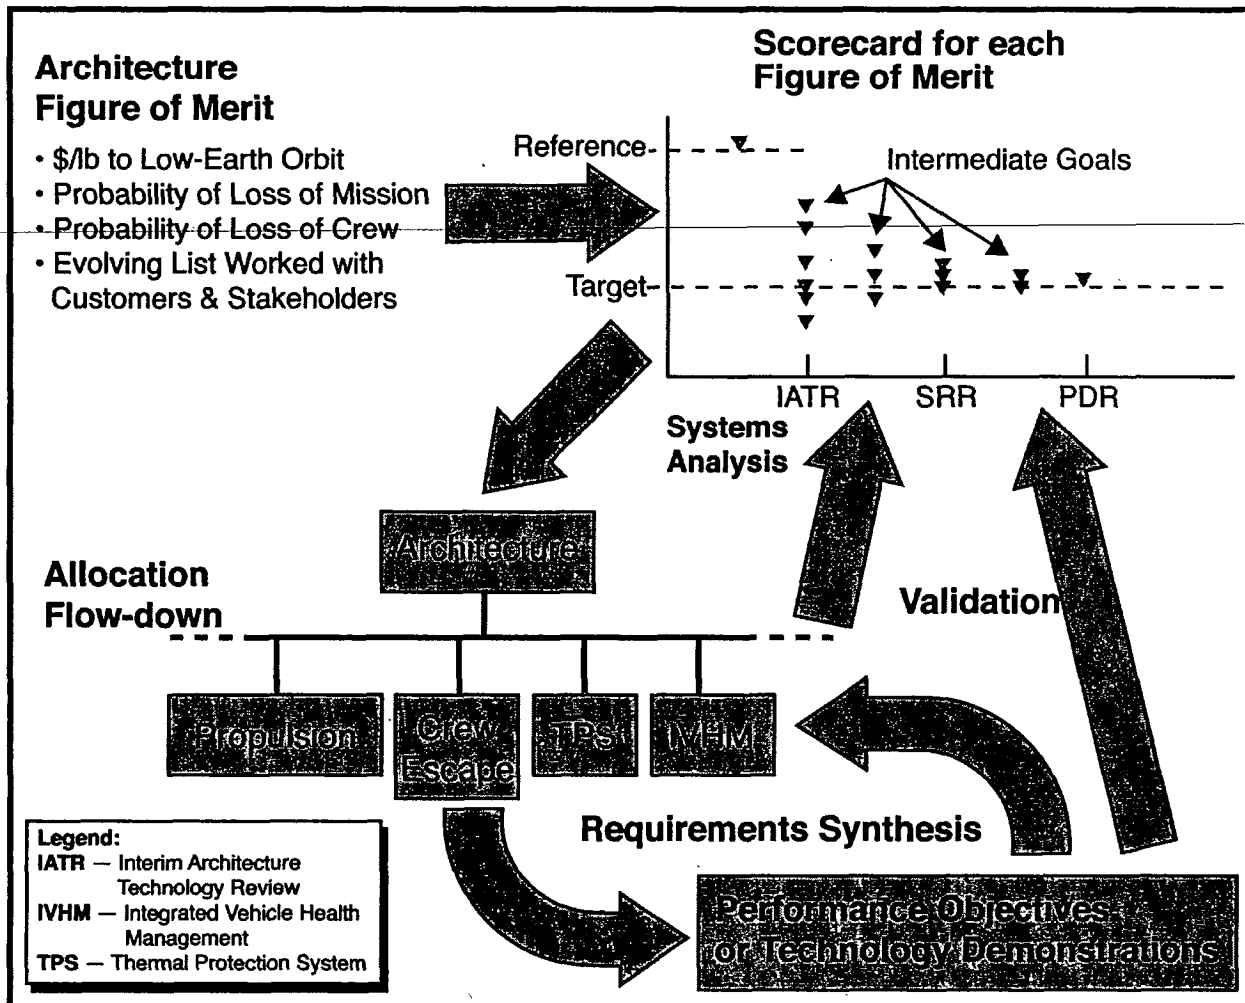 Architecture
Figure of Merit
• $/lb to Low-Earth Orbit
• Probability of Loss of Mission
• Probability of Loss of Crew
• Evolving List Worked with
Customers & Stakeholders
Scorecard for each
Figure of Merit
Reference
Intermediate Goals
Target
IATR
SRR
PDR
Systems
Analysis
Architecture
Allocation
Flow-down
Validation
Propulsion
Crew
Escape
TPS
IVHM
Requirements Synthesis
Legend:
IATR — Interim Architecture
Technology Review
IVHM — Integrated Vehicle Health
Management
TPS — Thermal Protection System
Performance Objectives
or Technology Demonstrations